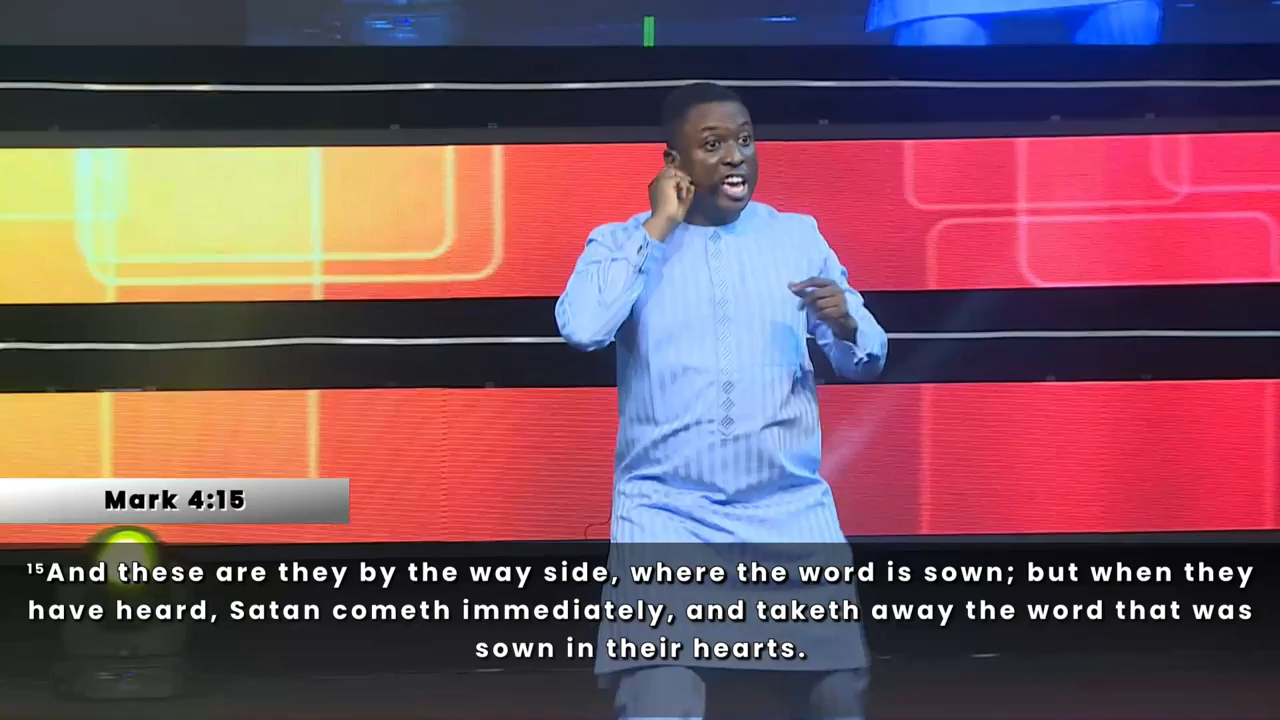 Mark 4:15
¹⁵And these are they by the way side, where the word is sown; but when they
have heard, Satan cometh immediately, and taketh away the word that was
sown in their hearts.